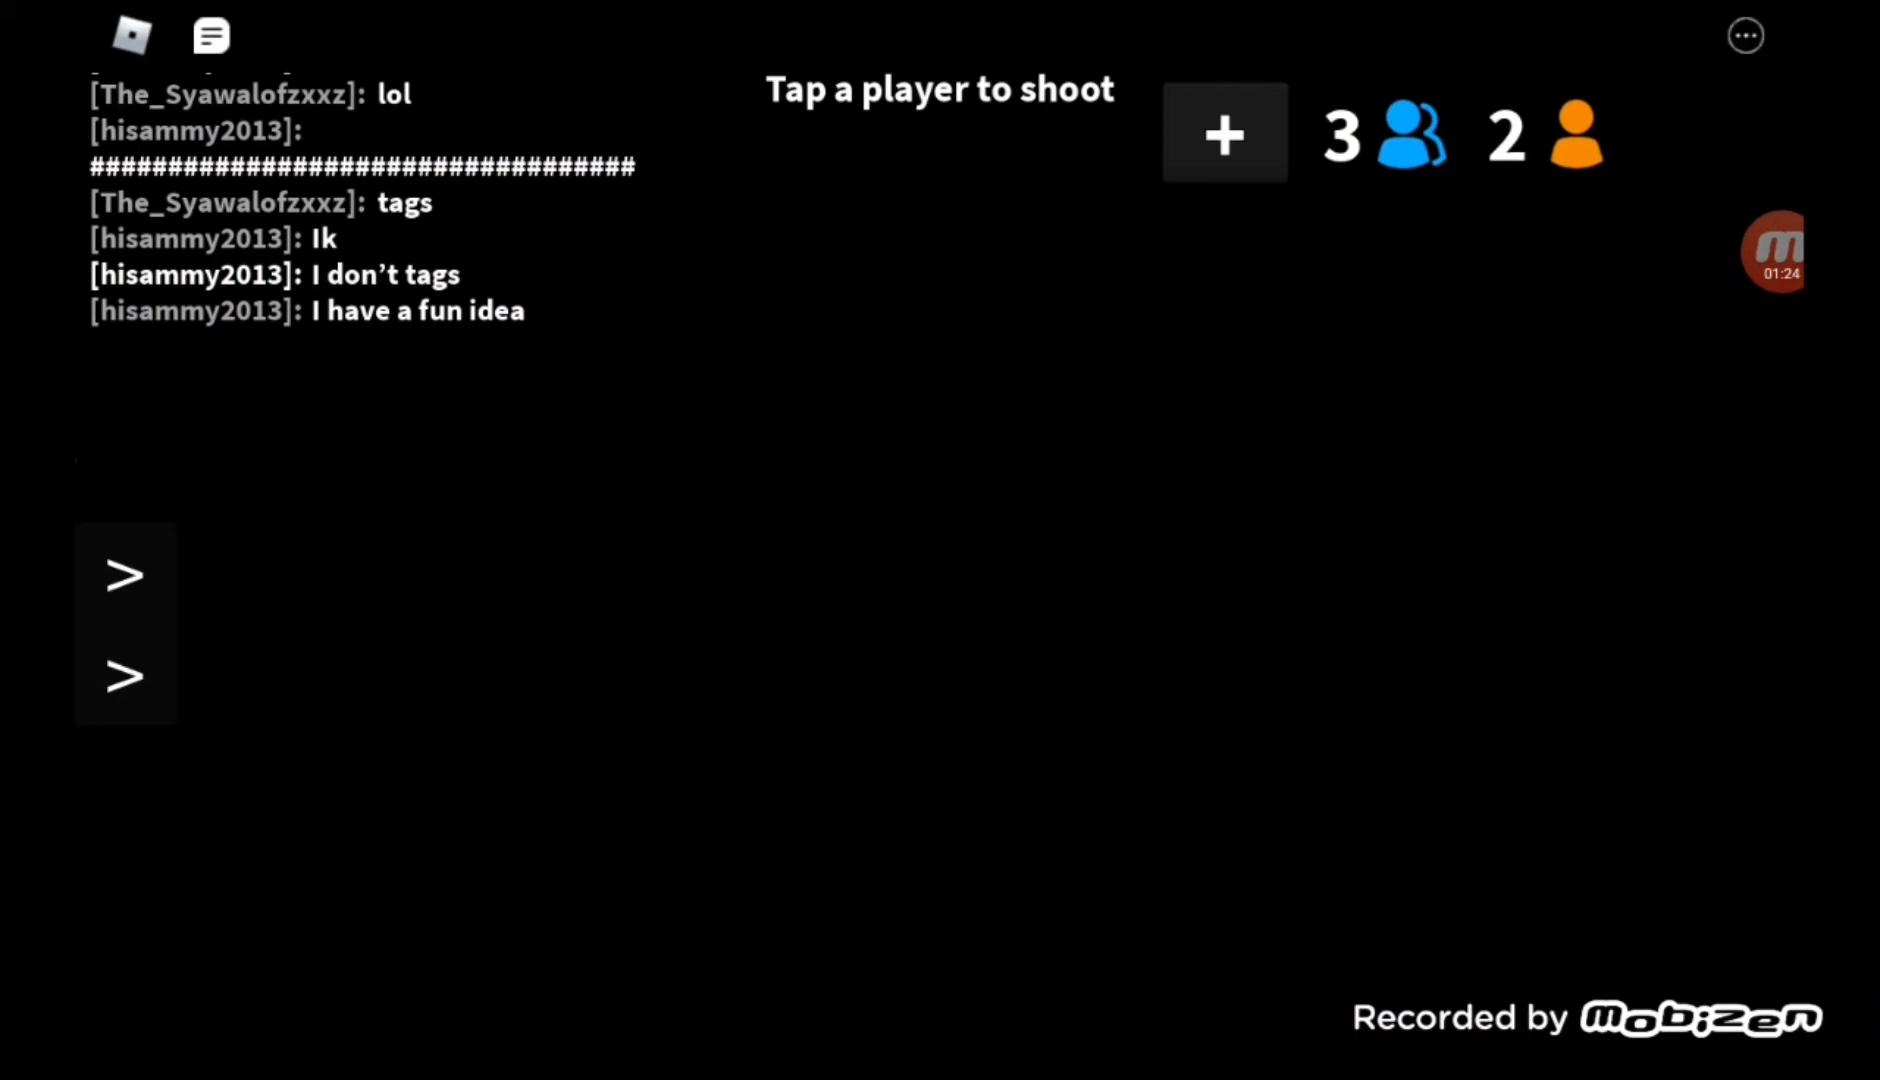 [The_Syawalofzxxz]: lol
[hisammy2013]:
###################################
[The_Syawalofzxxz]: tags
[hisammy2013]: Ik
[hisammy2013]: I don’t tags
[hisammy2013]: I have a fun idea
Tap a player to shoot
+ 3 2
01:24
>
>
Recorded by mobizen